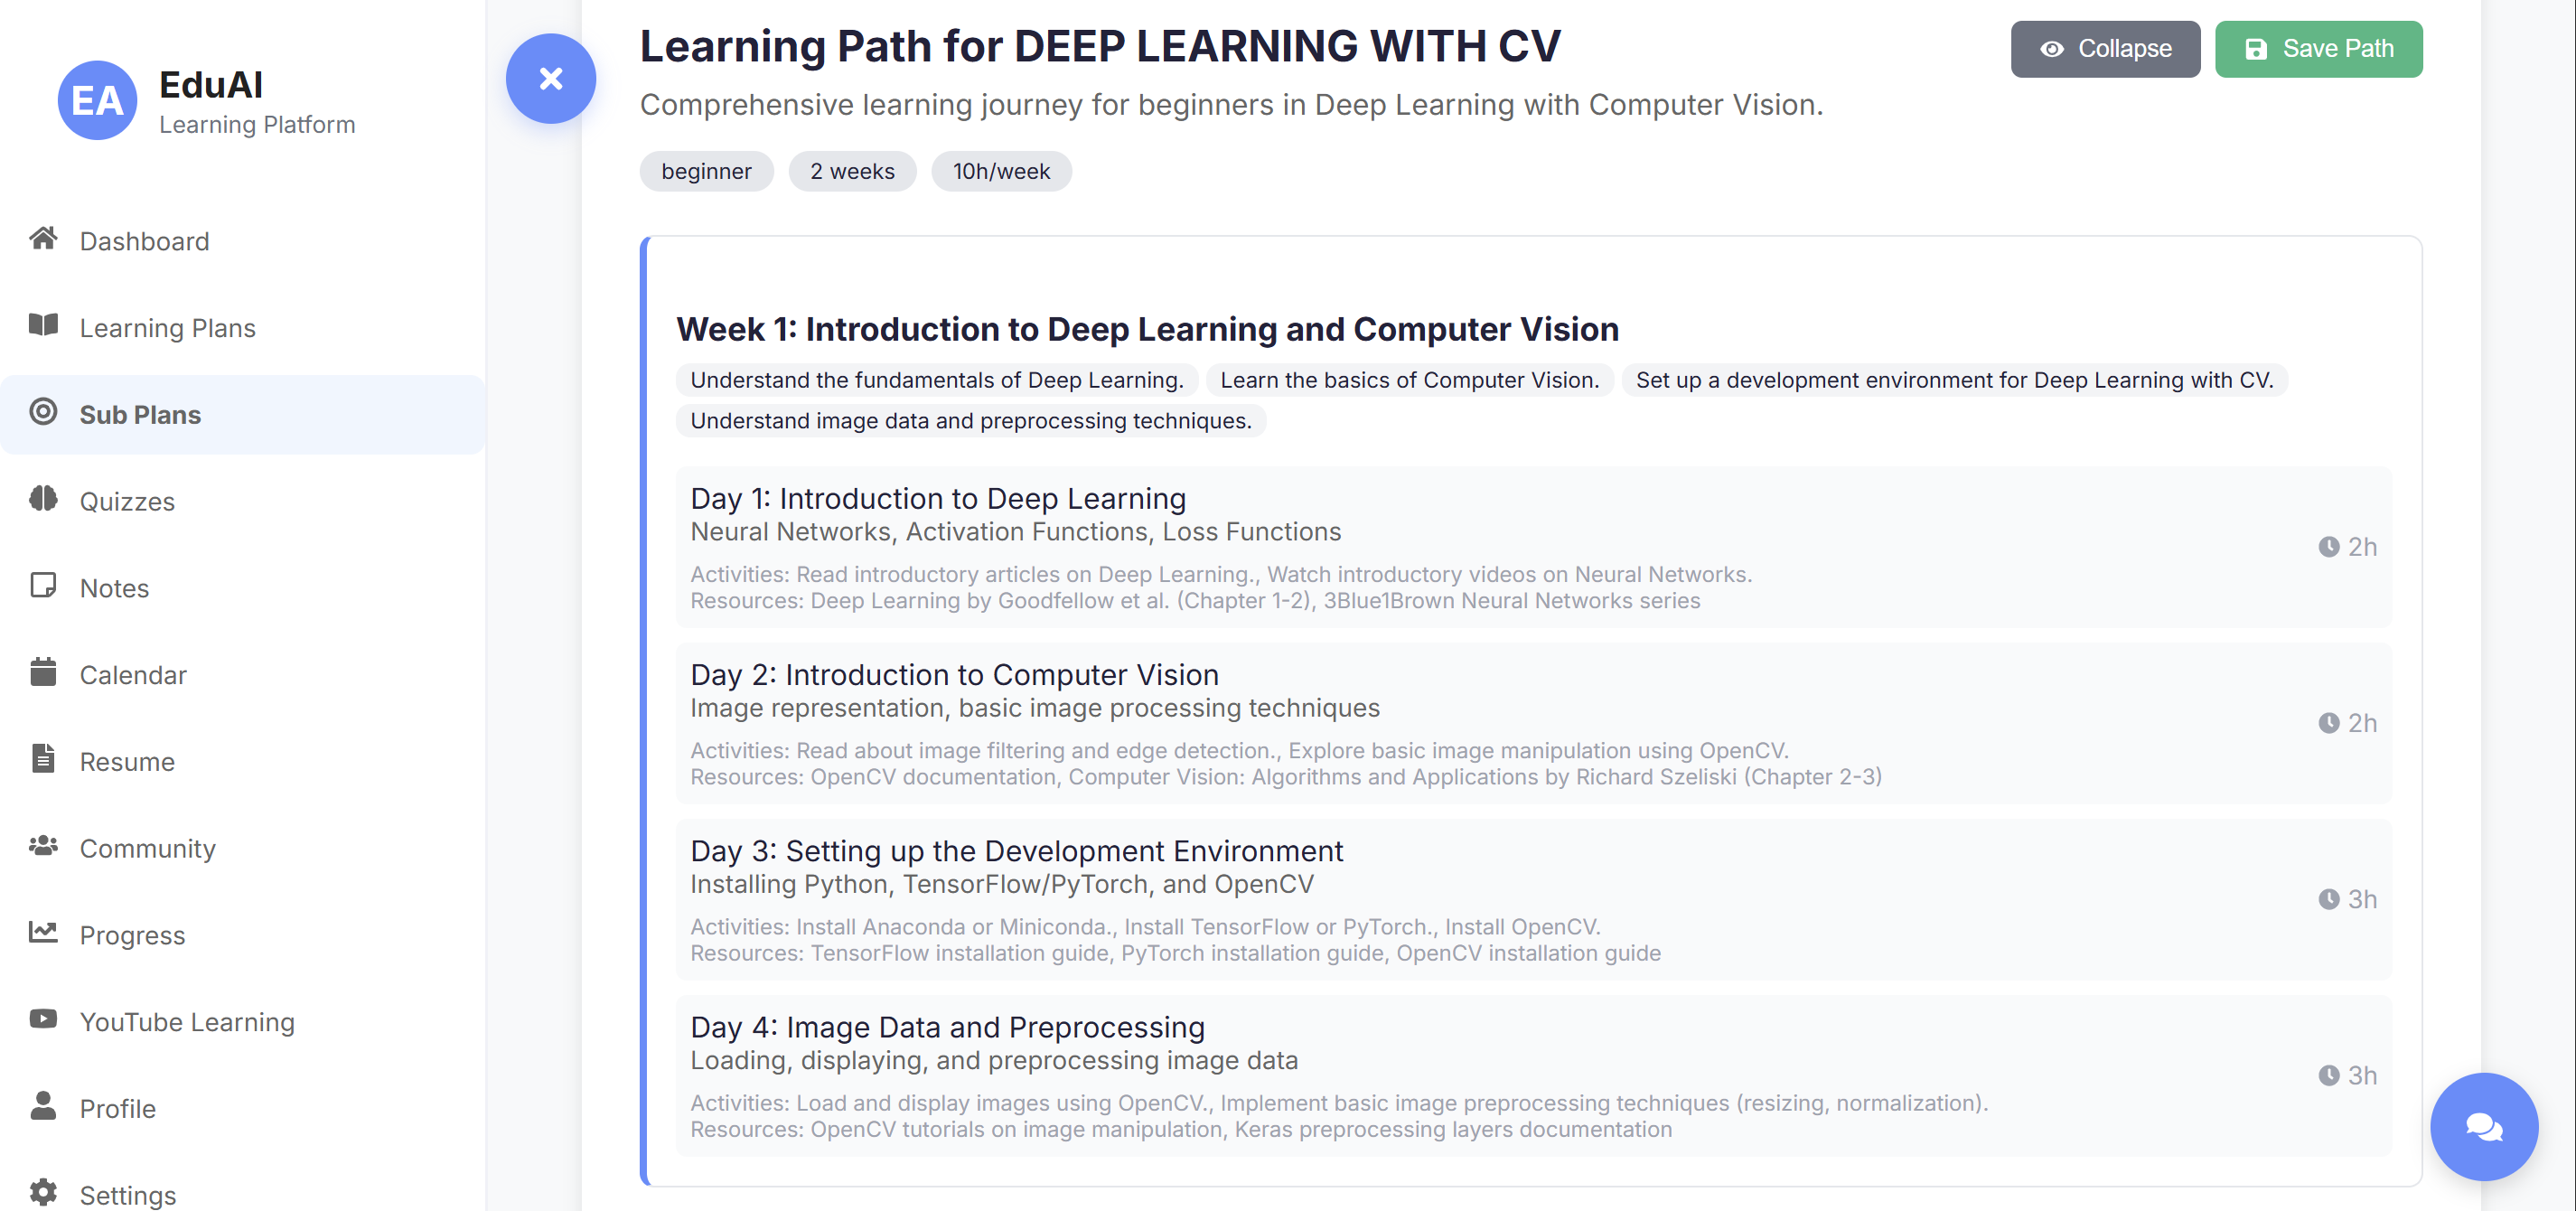 EA
EduAI
Learning Platform
Dashboard
Learning Plans
Sub Plans
Quizzes
Notes
Calendar
Resume
Community
Progress
YouTube Learning
Profile
Settings
Learning Path for DEEP LEARNING WITH CV
Collapse
Save Path
Comprehensive learning journey for beginners in Deep Learning with Computer Vision.
beginner
2 weeks
10h/week
Week 1: Introduction to Deep Learning and Computer Vision
Understand the fundamentals of Deep Learning.
Learn the basics of Computer Vision.
Set up a development environment for Deep Learning with CV.
Understand image data and preprocessing techniques.
Day 1: Introduction to Deep Learning
Neural Networks, Activation Functions, Loss Functions
Activities: Read introductory articles on Deep Learning., Watch introductory videos on Neural Networks.
Resources: Deep Learning by Goodfellow et al. (Chapter 1-2), 3Blue1Brown Neural Networks series
2h
Day 2: Introduction to Computer Vision
Image representation, basic image processing techniques
Activities: Read about image filtering and edge detection., Explore basic image manipulation using OpenCV.
Resources: OpenCV documentation, Computer Vision: Algorithms and Applications by Richard Szeliski (Chapter 2-3)
2h
Day 3: Setting up the Development Environment
Installing Python, TensorFlow/PyTorch, and OpenCV
Activities: Install Anaconda or Miniconda., Install TensorFlow or PyTorch., Install OpenCV.
Resources: TensorFlow installation guide, PyTorch installation guide, OpenCV installation guide
3h
Day 4: Image Data and Preprocessing
Loading, displaying, and preprocessing image data
Activities: Load and display images using OpenCV., Implement basic image preprocessing techniques (resizing, normalization).
Resources: OpenCV tutorials on image manipulation, Keras preprocessing layers documentation
3h